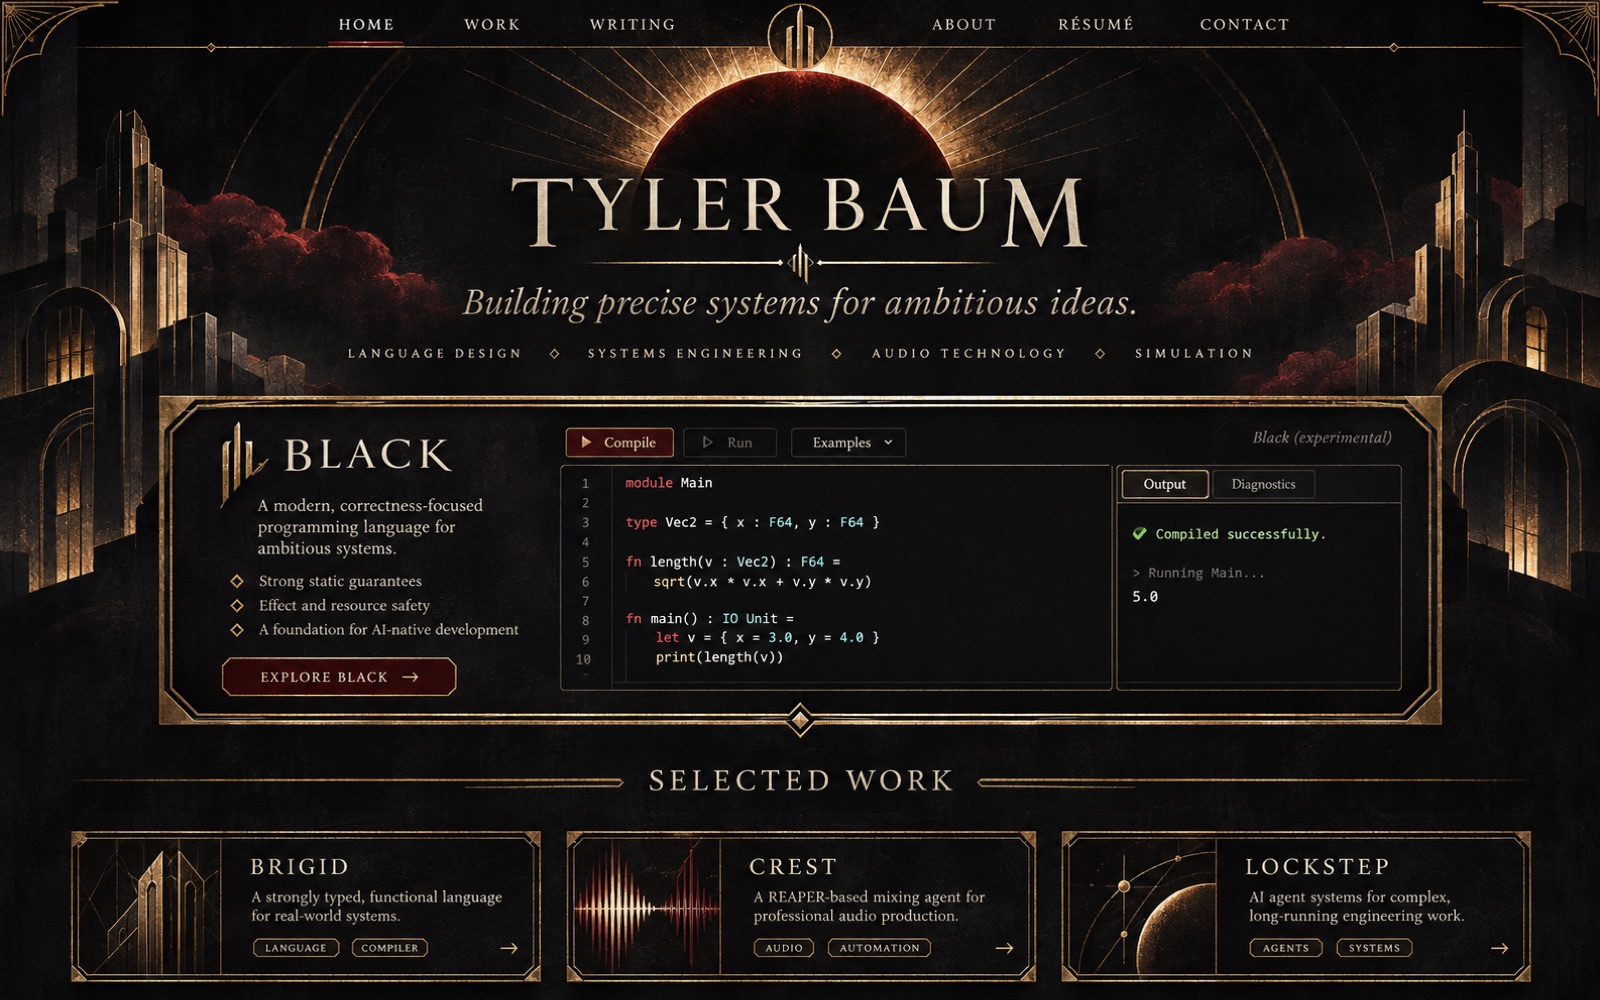 HOME
WORK
WRITING
ABOUT
RÉSUMÉ
CONTACT
TYLER BAUM
Building precise systems for ambitious ideas.
LANGUAGE DESIGN ◇ SYSTEMS ENGINEERING ◇ AUDIO TECHNOLOGY ◇ SIMULATION
BLACK
A modern, correctness-focused
programming language for
ambitious systems.
Strong static guarantees
Effect and resource safety
A foundation for AI-native development
EXPLORE BLACK →
Compile
Run
Examples
Black (experimental)
1 module Main
2
3 type Vec2 = { x : F64, y : F64 }
4
5 fn length(v : Vec2) : F64 =
6 sqrt(v.x * v.x + v.y * v.y)
7
8 fn main() : IO Unit =
9 let v = { x = 3.0, y = 4.0 }
10 print(length(v))
Output
Diagnostics
Compiled successfully.
> Running Main...
5.0
SELECTED WORK
BRIGID
A strongly typed, functional language
for real-world systems.
LANGUAGE
COMPILER
→
CREST
A REAPER-based mixing agent for
professional audio production.
AUDIO
AUTOMATION
→
LOCKSTEP
AI agent systems for complex,
long-running engineering work.
AGENTS
SYSTEMS
→